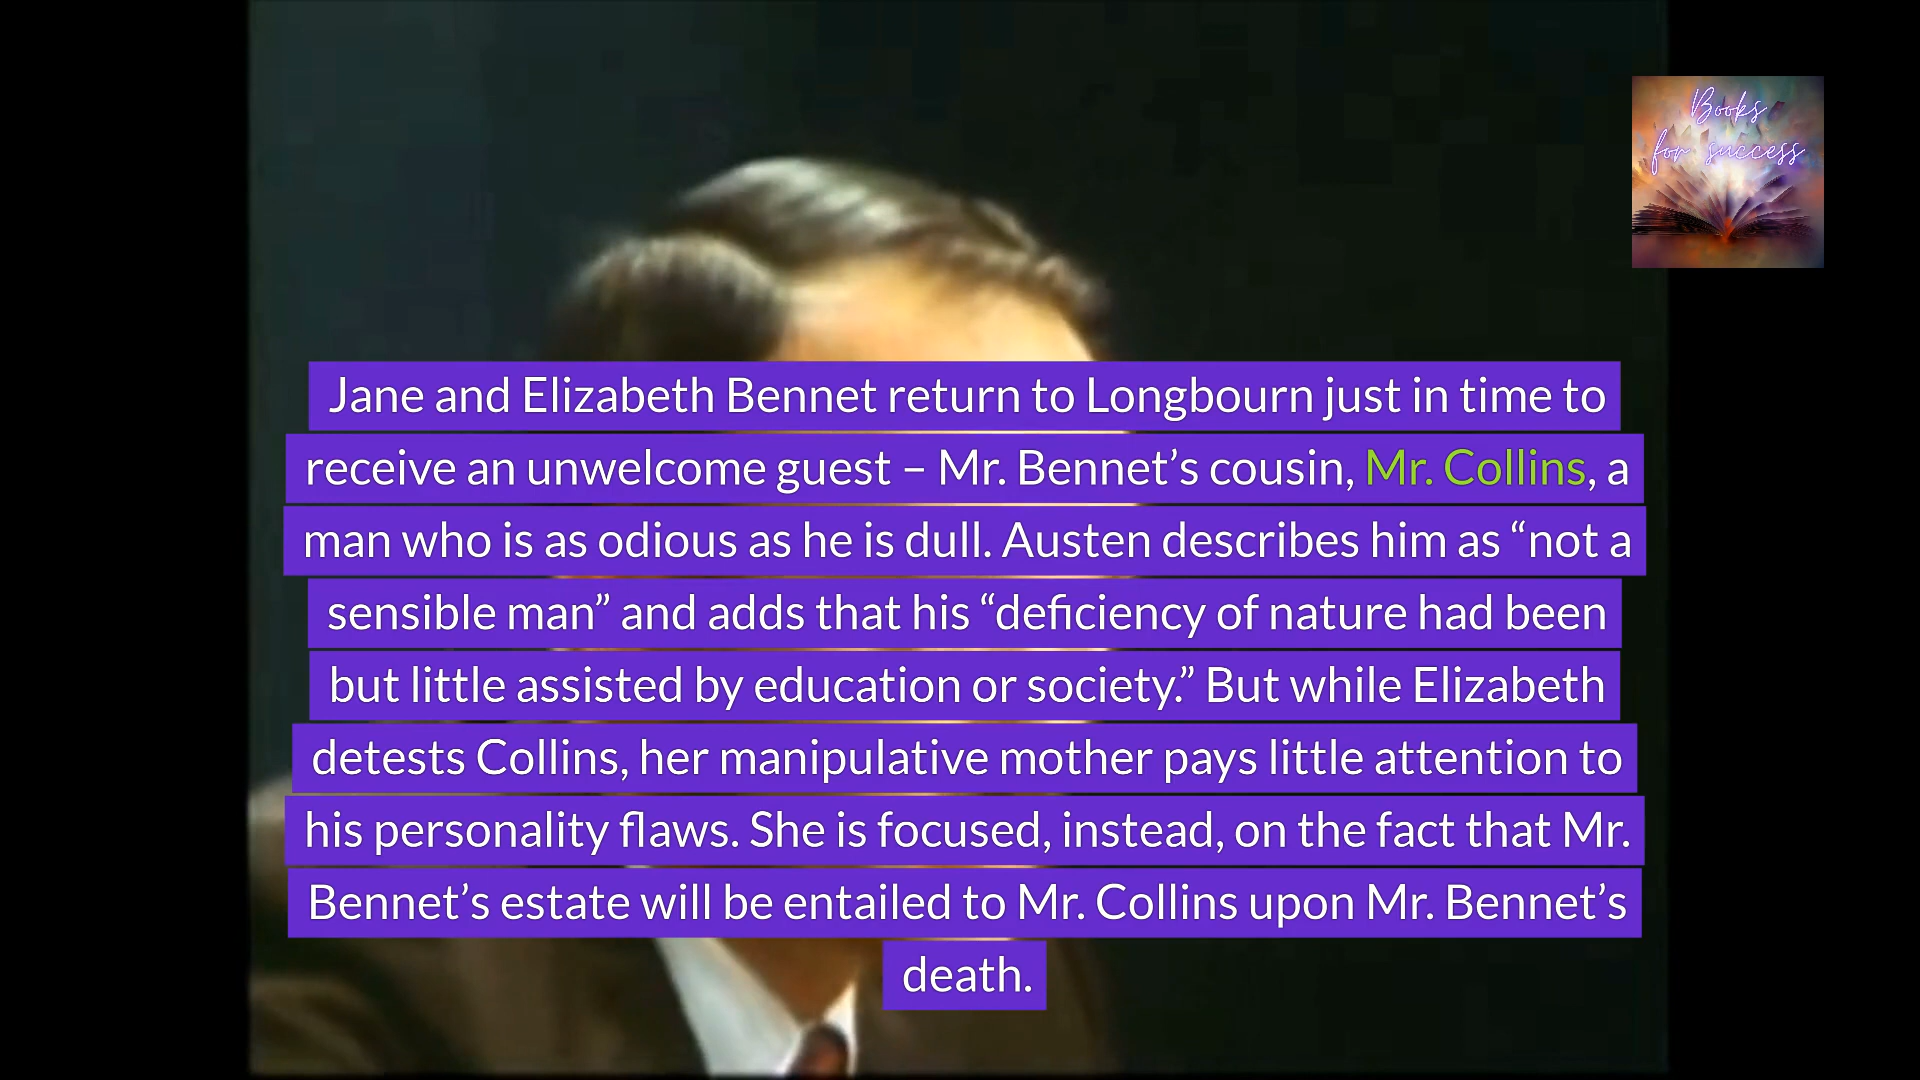 Books
for success
Jane and Elizabeth Bennet return to Longbourn just in time to
receive an unwelcome guest – Mr. Bennet’s cousin, Mr. Collins, a
man who is as odious as he is dull. Austen describes him as “not a
sensible man” and adds that his “deficiency of nature had been
but little assisted by education or society.” But while Elizabeth
detests Collins, her manipulative mother pays little attention to
his personality flaws. She is focused, instead, on the fact that Mr.
Bennet’s estate will be entailed to Mr. Collins upon Mr. Bennet’s
death.